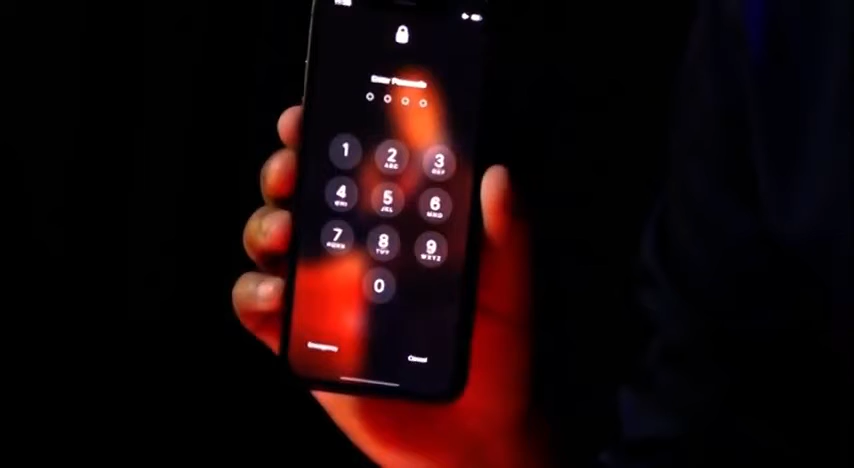 Enter Passcode
1 2 3
ABC DEF
4 5 6
GHI JKL MNO
7 8 9
PQRS TUV WXYZ
0
Emergency
Cancel